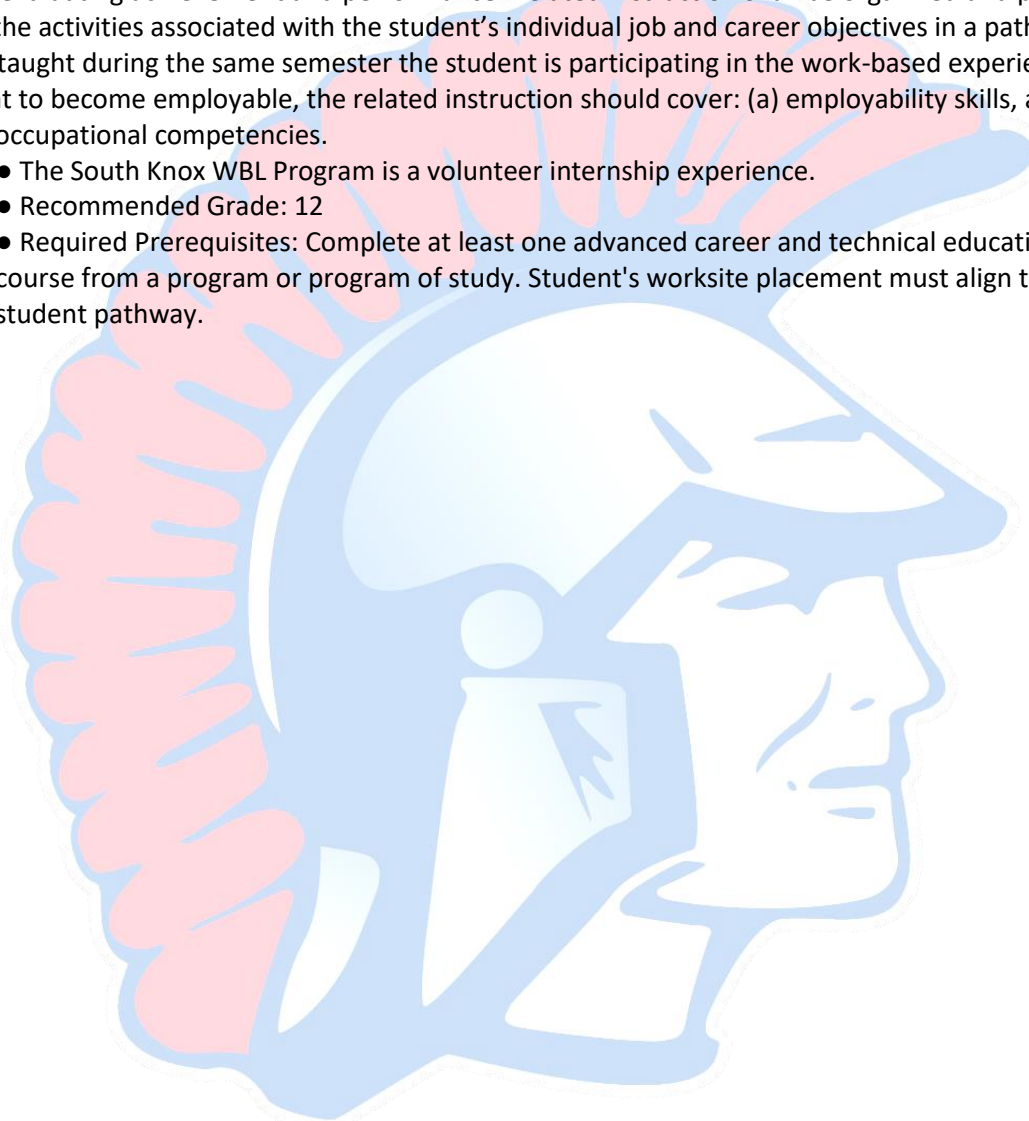 the activities associated with the student's individual job and career objectives in a path
taught during the same semester the student is participating in the work-based experie
t to become employable, the related instruction should cover: (a) employability skills, a
occupational competencies.
● The South Knox WBL Program is a volunteer internship experience.
● Recommended Grade: 12
● Required Prerequisites: Complete at least one advanced career and technical educati
course from a program or program of study. Student's worksite placement must align t
student pathway.